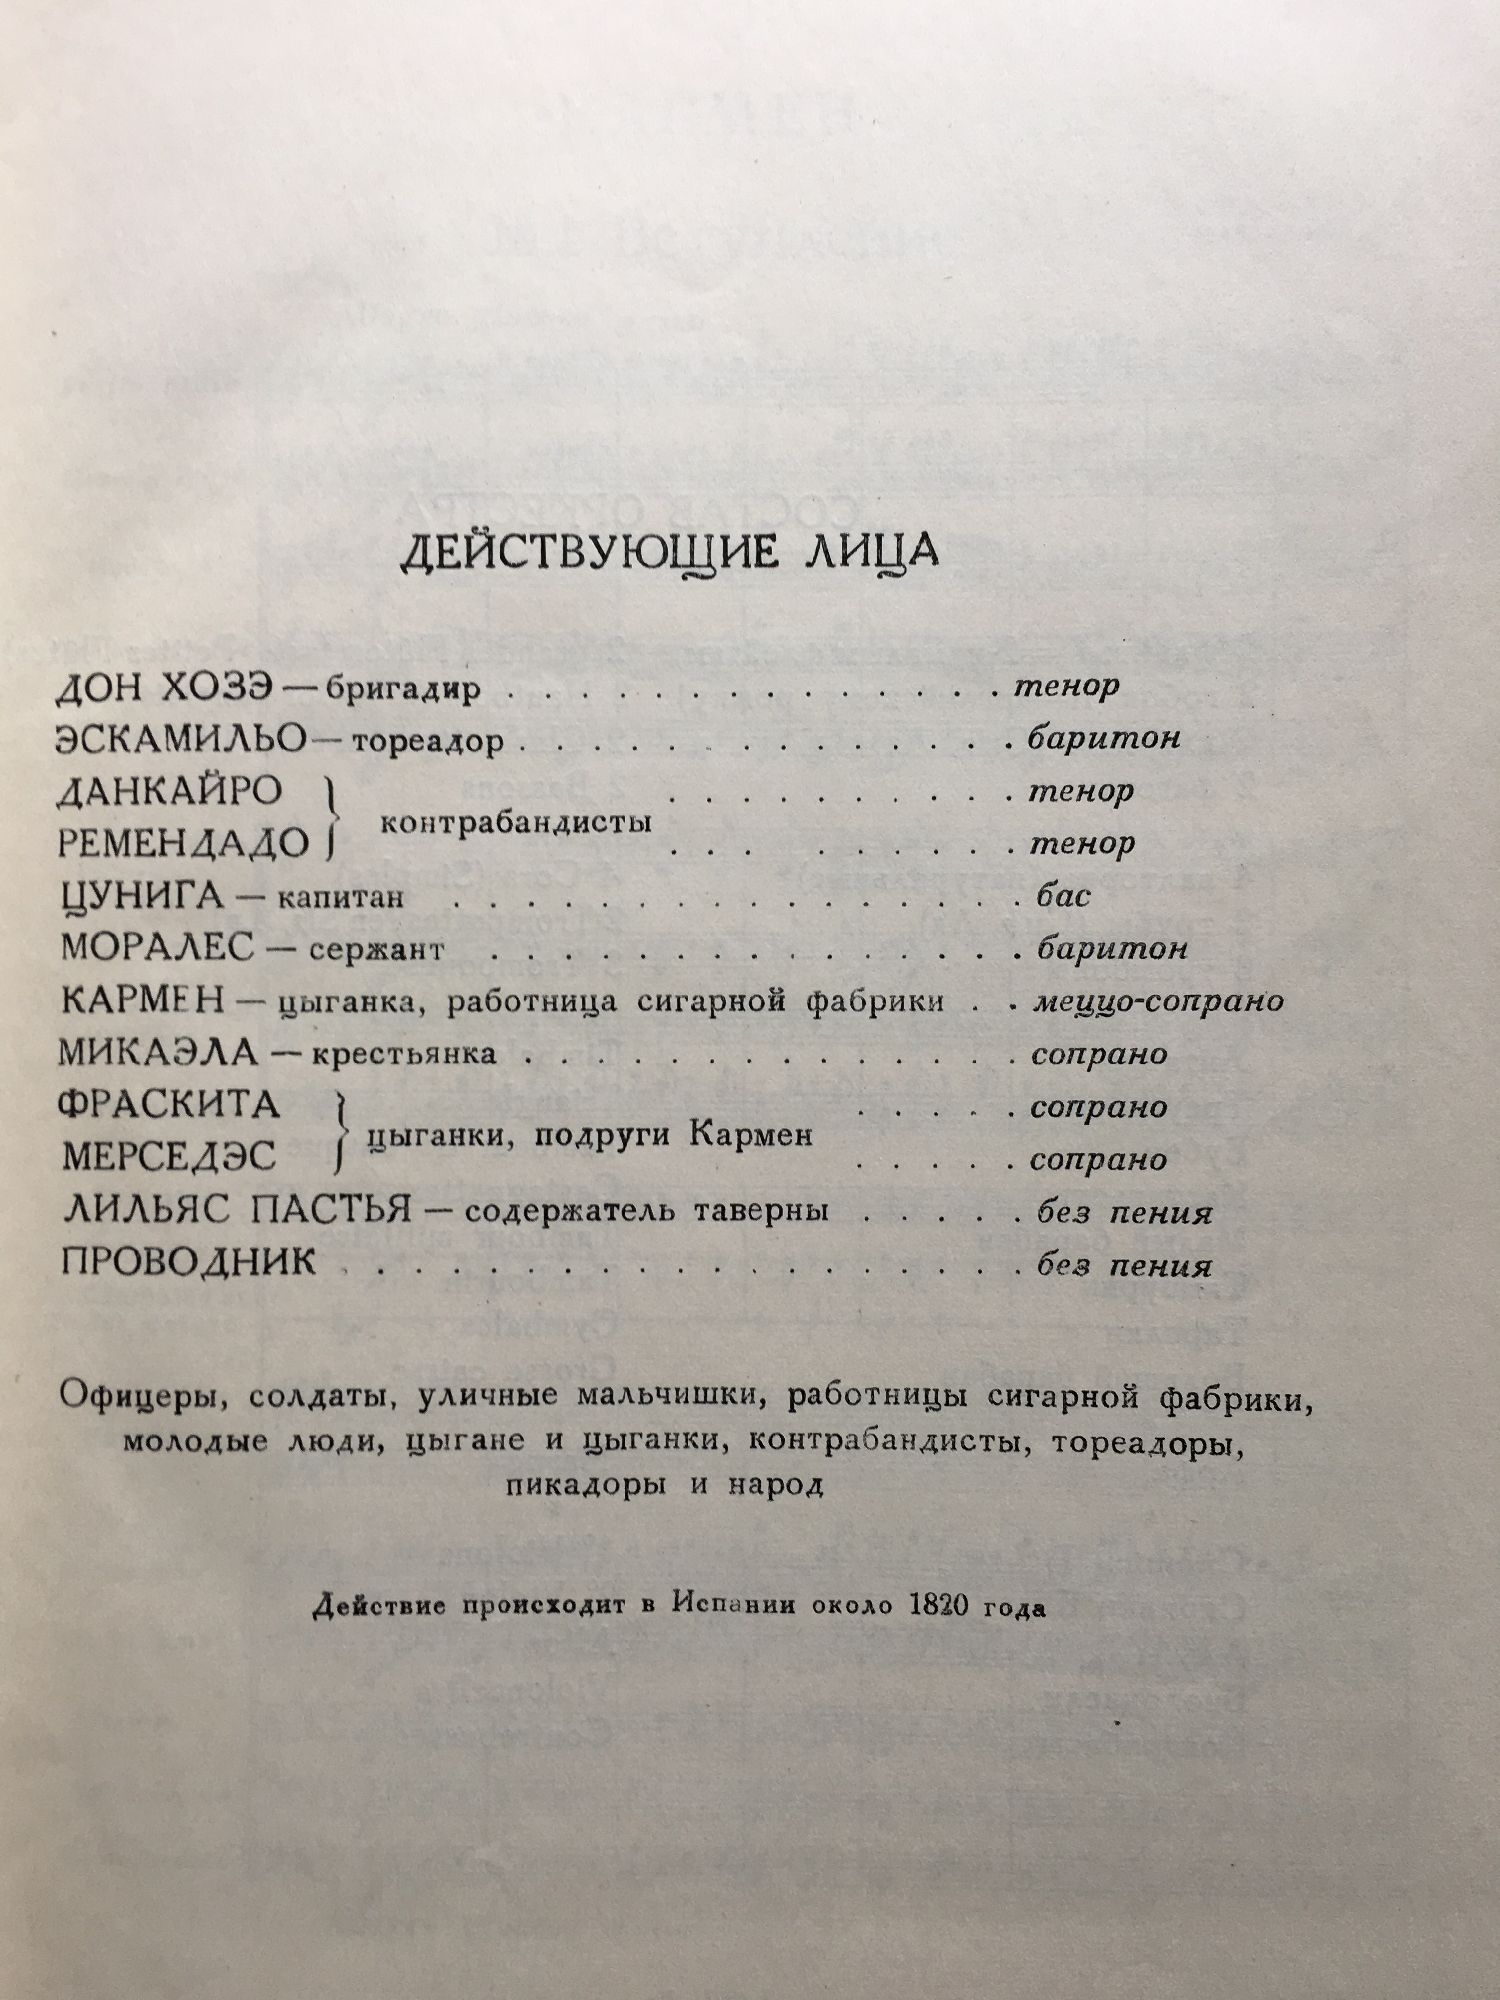 ДЕЙСТВУЮЩИЕ ЛИЦА
ДОН ХОЗЭ — бригадир . . . . . . . . . . . . . . тенор
ЭСКАМИЛЬО — тореадор . . . . . . . . . . . . . . баритон
ДАНКАЙРО } контрабандисты . . . . . . . . . . тенор
РЕМЕНДАДО } . . . . . . . . . тенор
ЦУНИГА — капитан . . . . . . . . . . . . . . . бас
МОРАЛЕС — сержант . . . . . . . . . . . . . . . баритон
КАРМЕН — цыганка, работница сигарной фабрики . . меццо-сопрано
МИКАЭЛА — крестьянка . . . . . . . . . . . . . . сопрано
ФРАСКИТА } цыганки, подруги Кармен . . . . . сопрано
МЕРСЕДЭС } . . . . . сопрано
ЛИЛЬЯС ПАСТЬЯ — содержатель таверны . . . . . без пения
ПРОВОДНИК . . . . . . . . . . . . . . . . . . . без пения
Офицеры, солдаты, уличные мальчишки, работницы сигарной фабрики,
молодые люди, цыгане и цыганки, контрабандисты, тореадоры,
пикадоры и народ
Действие происходит в Испании около 1820 года